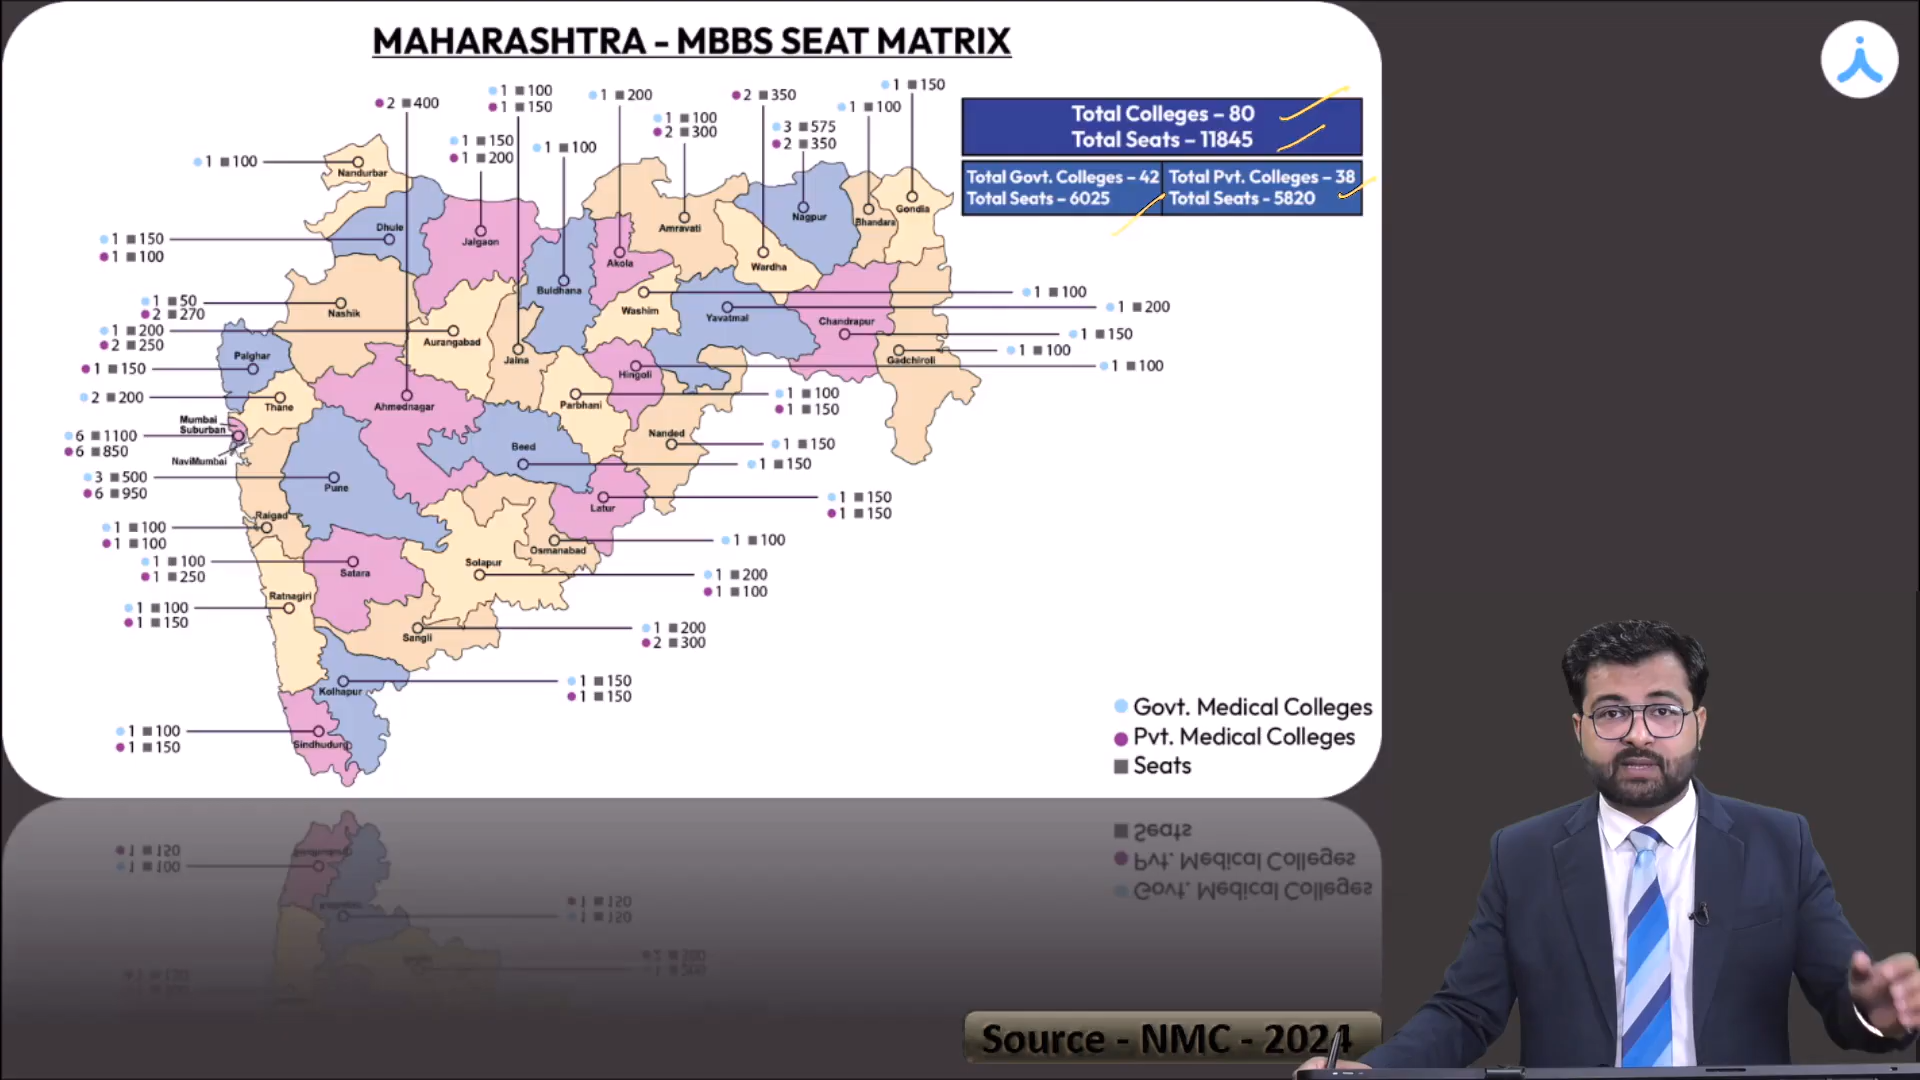 MAHARASHTRA - MBBS SEAT MATRIX
Total Colleges – 80
Total Seats – 11845
Total Govt. Colleges – 42
Total Seats – 6025
Total Pvt. Colleges – 38
Total Seats - 5820
2 400
1 100
1 150
1 200
2 350
1 150
1 100
1 150
1 200
1 100
1 100
2 300
3 575
2 350
1 100
Nandurbar
1 150
1 100
Dhule
Jalgaon
Buldhana
Akola
Amravati
Wardha
Nagpur
Bhandara
Gondia
1 50
2 270
Nashik
1 200
2 250
Aurangabad
Jalna
Washim
1 100
Yavatmal
1 200
Chandrapur
1 150
Gadchiroli
1 100
Palghar
1 150
Hingoli
1 100
2 200
Thane
Ahmednagar
Parbhani
1 100
1 150
Mumbai
Suburban
6 1100
6 850
NaviMumbai
Nanded
1 150
Beed
1 150
3 500
6 950
Pune
Latur
1 150
1 150
Raigad
1 100
1 100
Osmanabad
1 100
1 100
1 250
Satara
Solapur
1 200
1 100
Ratnagiri
1 100
1 150
Sangli
1 200
2 300
Kolhapur
1 150
1 150
1 100
1 150
Sindhudurg
Govt. Medical Colleges
Pvt. Medical Colleges
Seats
Source - NMC - 2024